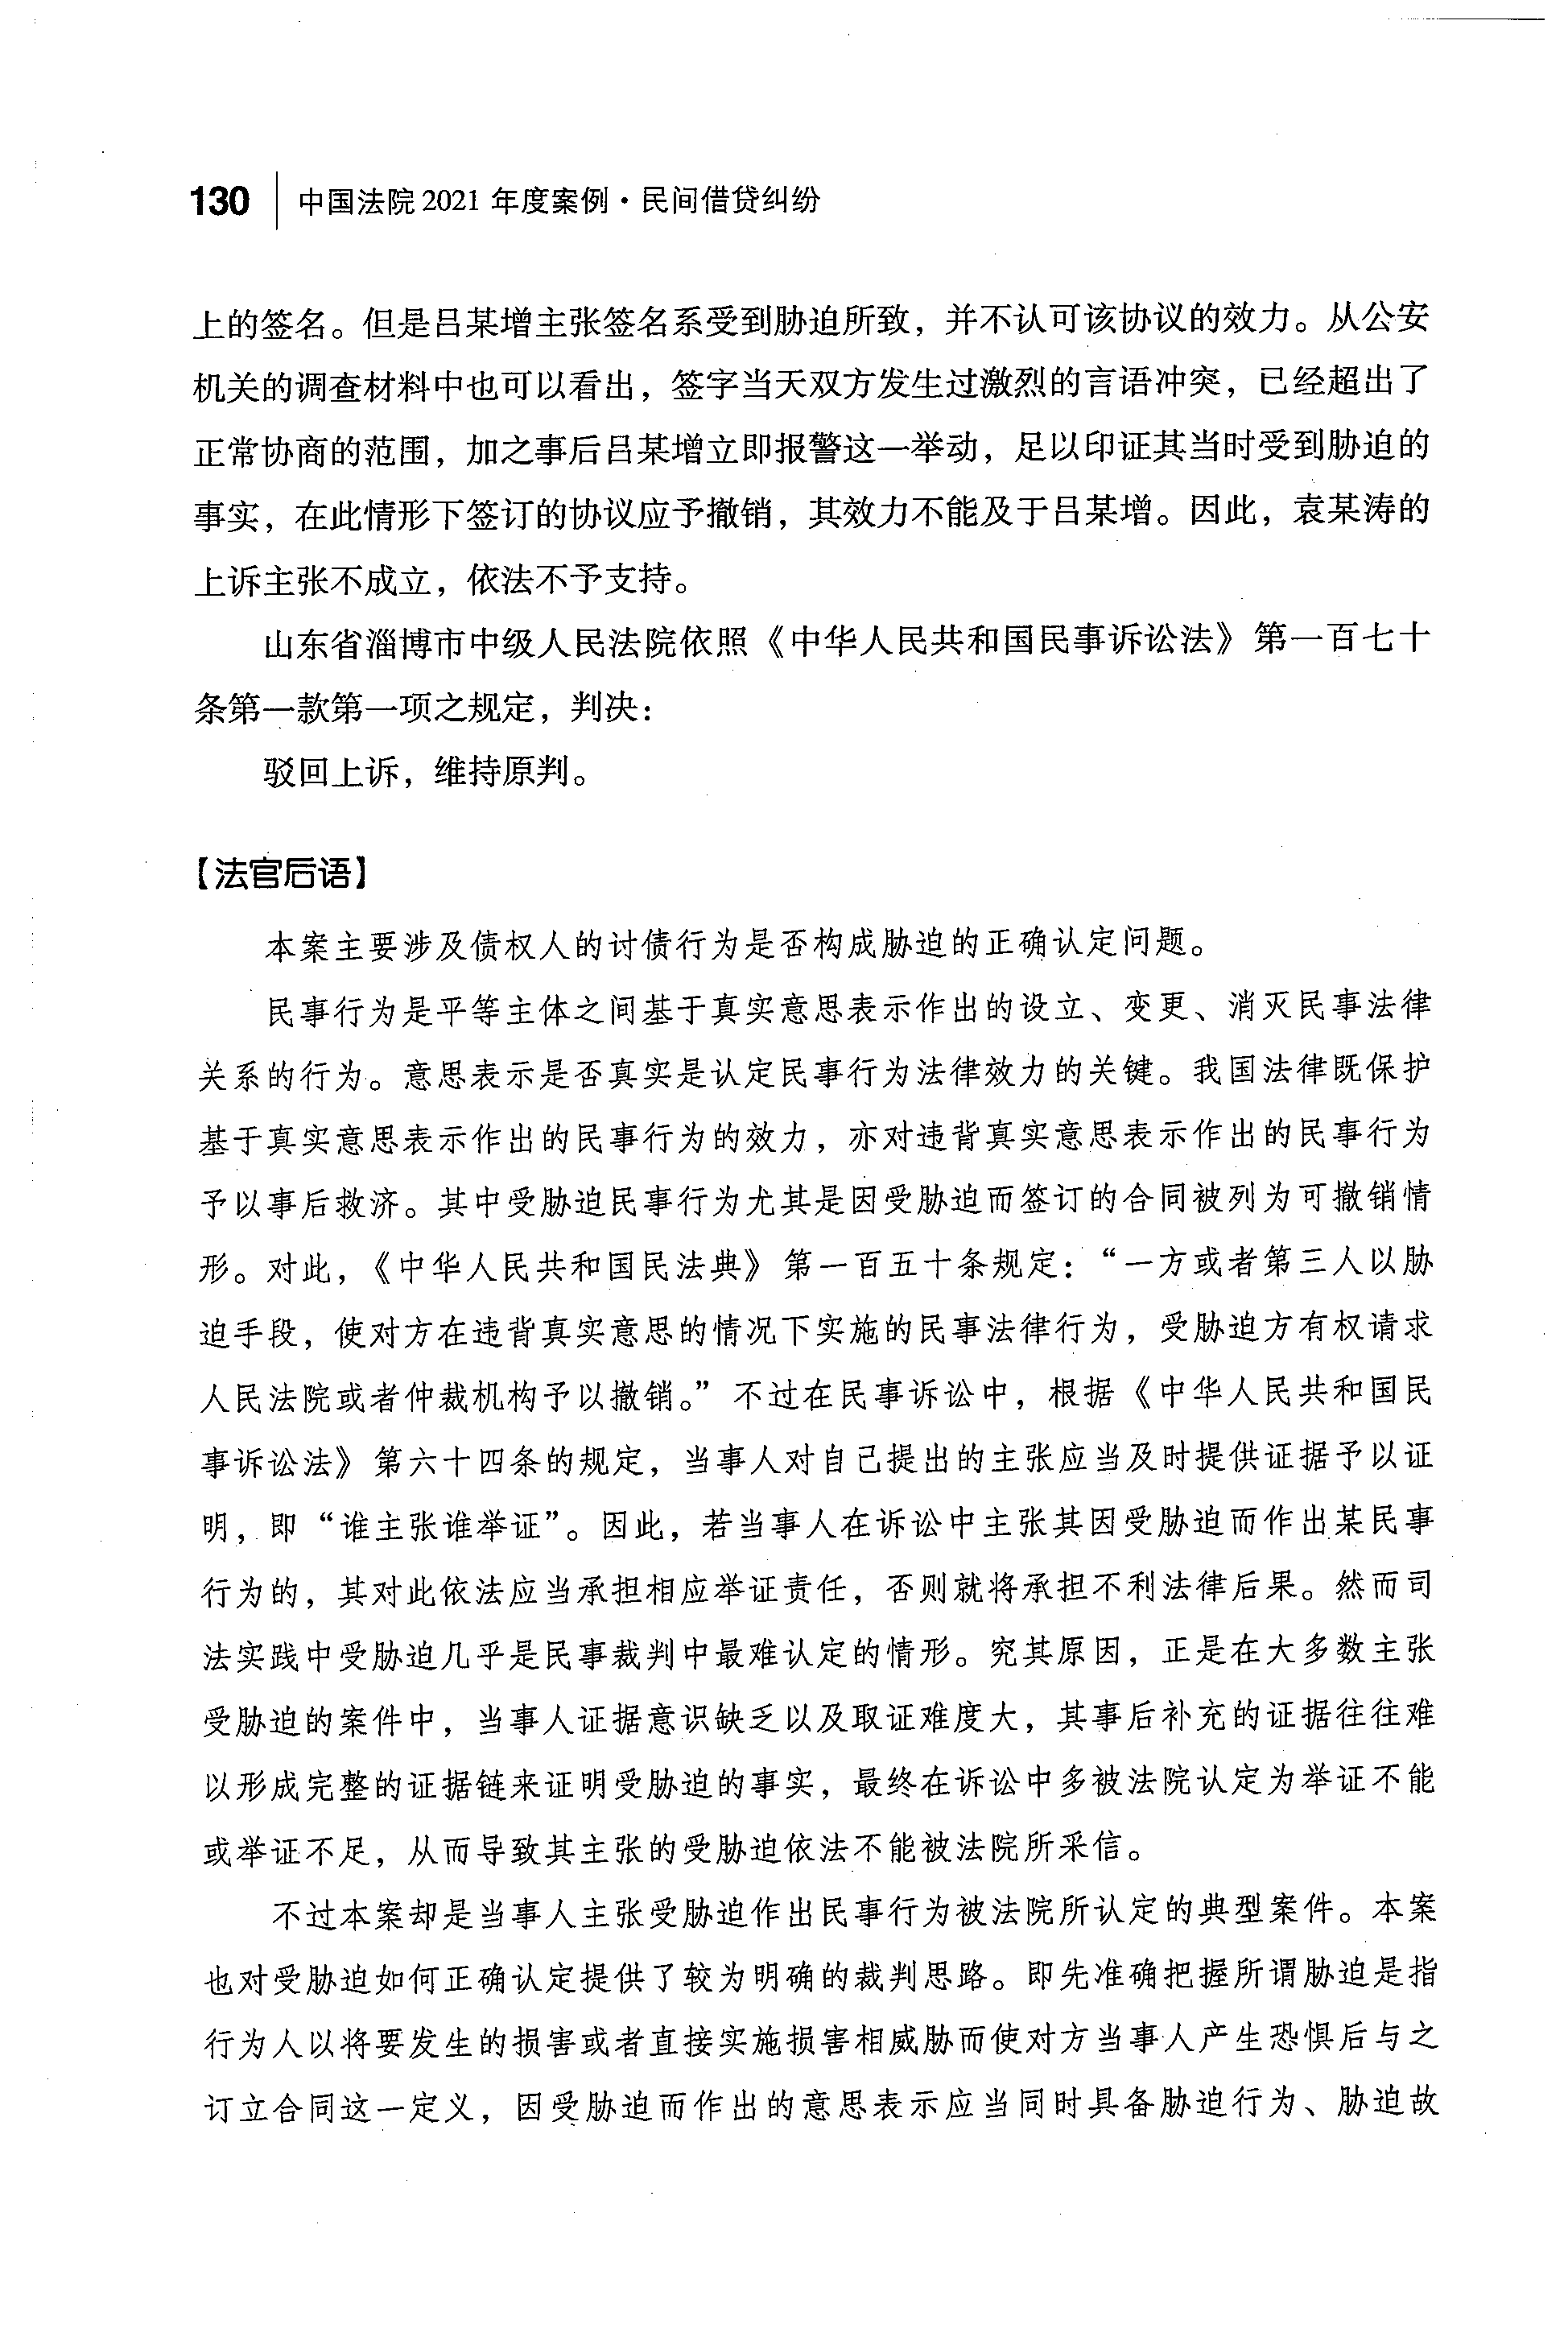 130 中国法院 2021 年度案例·民间借贷纠纷
上的签名。但是吕某增主张签名系受到胁迫所致，并不认可该协议的效力。从公安
机关的调查材料中也可以看出，签字当天双方发生过激烈的言语冲突，已经超出了
正常协商的范围，加之事后吕某增立即报警这一举动，足以印证其当时受到胁迫的
事实，在此情形下签订的协议应予撤销，其效力不能及于吕某增。因此，袁某涛的
上诉主张不成立，依法不予支持。
山东省淄博市中级人民法院依照《中华人民共和国民事诉讼法》第一百七十
条第一款第一项之规定，判决：
驳回上诉，维持原判。
【法官后语】
本案主要涉及债权人的讨债行为是否构成胁迫的正确认定问题。
民事行为是平等主体之间基于真实意思表示作出的设立、变更、消灭民事法律
关系的行为。意思表示是否真实是认定民事行为法律效力的关键。我国法律既保护
基于真实意思表示作出的民事行为的效力，亦对违背真实意思表示作出的民事行为
予以事后救济。其中受胁迫民事行为尤其是因受胁迫而签订的合同被列为可撤销情
形。对此，《中华人民共和国民法典》第一百五十条规定：“一方或者第三人以胁
迫手段，使对方在违背真实意思的情况下实施的民事法律行为，受胁迫方有权请求
人民法院或者仲裁机构予以撤销。”不过在民事诉讼中，根据《中华人民共和国民
事诉讼法》第六十四条的规定，当事人对自己提出的主张应当及时提供证据予以证
明，即“谁主张谁举证”。因此，若当事人在诉讼中主张其因受胁迫而作出某民事
行为的，其对此依法应当承担相应举证责任，否则就将承担不利法律后果。然而司
法实践中受胁迫几乎是民事裁判中最难认定的情形。究其原因，正是在大多数主张
受胁迫的案件中，当事人证据意识缺乏以及取证难度大，其事后补充的证据往往难
以形成完整的证据链来证明受胁迫的事实，最终在诉讼中多被法院认定为举证不能
或举证不足，从而导致其主张的受胁迫依法不能被法院所采信。
不过本案却是当事人主张受胁迫作出民事行为被法院所认定的典型案件。本案
也对受胁迫如何正确认定提供了较为明确的裁判思路。即先准确把握所谓胁迫是指
行为人以将要发生的损害或者直接实施损害相威胁而使对方当事人产生恐惧后与之
订立合同这一定义，因受胁迫而作出的意思表示应当同时具备胁迫行为、胁迫故